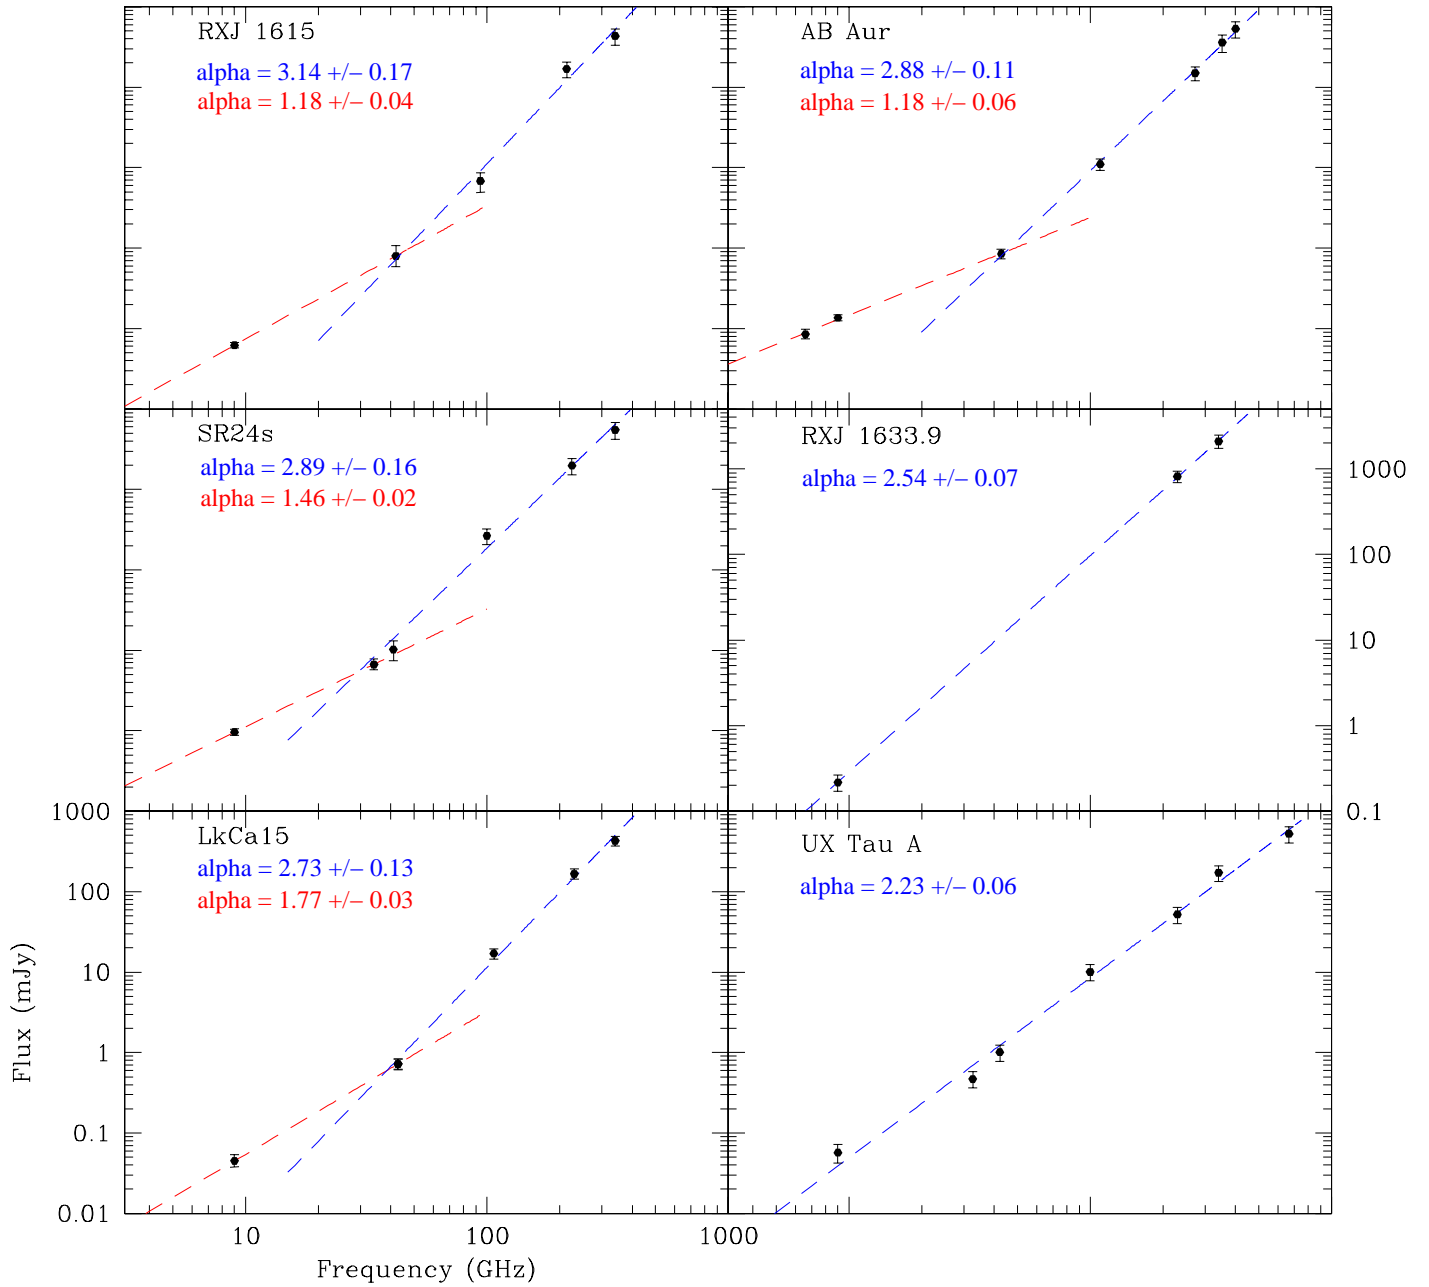 RXJ 1615
alpha = 3.14 +/− 0.17
alpha = 1.18 +/− 0.04
AB Aur
alpha = 2.88 +/− 0.11
alpha = 1.18 +/− 0.06
SR24s
alpha = 2.89 +/− 0.16
alpha = 1.46 +/− 0.02
RXJ 1633.9
alpha = 2.54 +/− 0.07
1000
100
10
1
0.1
LkCa15
alpha = 2.73 +/− 0.13
alpha = 1.77 +/− 0.03
UX Tau A
alpha = 2.23 +/− 0.06
1000
100
10
1
0.1
0.01
Flux (mJy)
10
100
1000
Frequency (GHz)